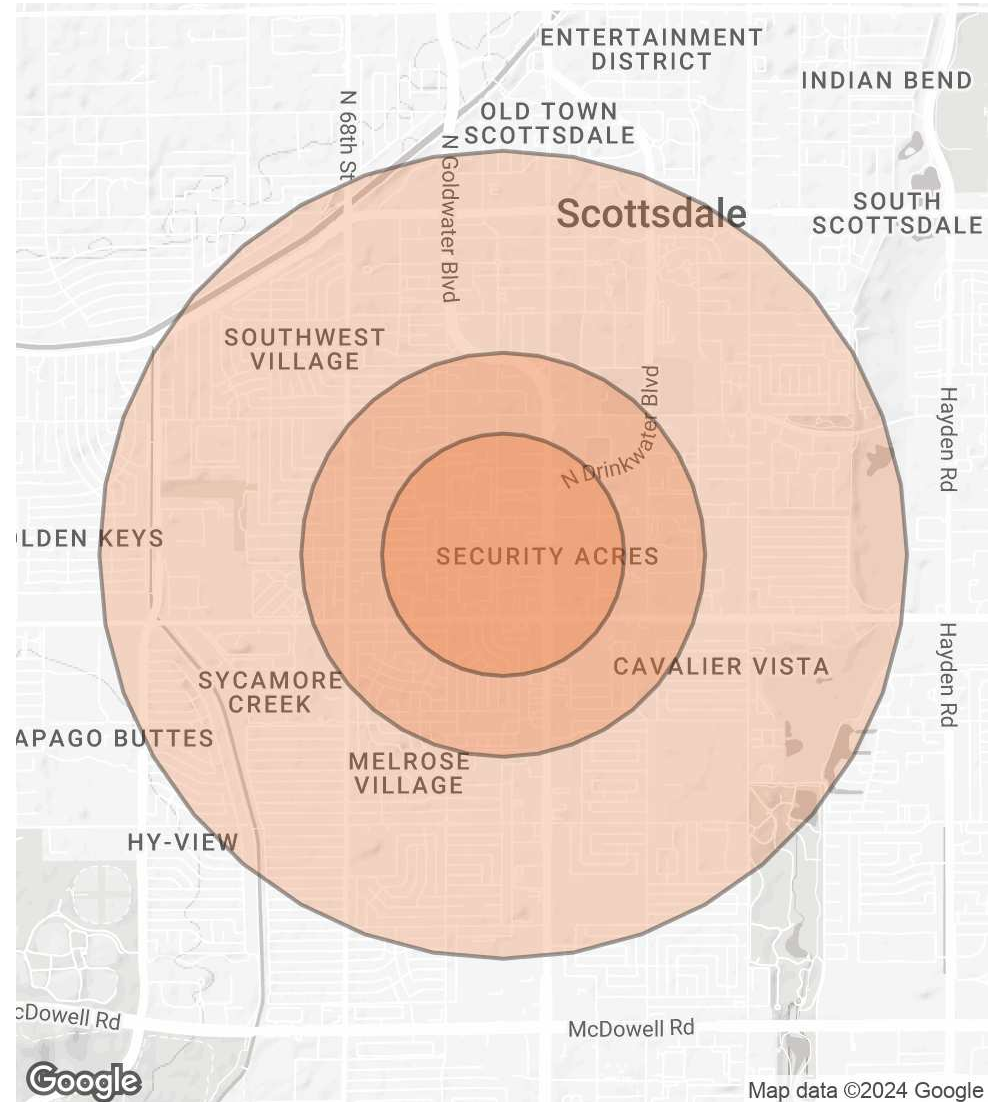 ENTERTAINMENT
DISTRICT
INDIAN BEND
OLD TOWN
SCOTTSDALE
N 68th St
N Goldwater Blvd
Scottsdale
SOUTH
SCOTTSDALE
SOUTHWEST
VILLAGE
N Drinkwater Blvd
Hayden Rd
OLDEN KEYS
SECURITY ACRES
SYCAMORE
CREEK
CAVALIER VISTA
Hayden Rd
APAGO BUTTES
MELROSE
VILLAGE
HY-VIEW
cDowell Rd
McDowell Rd
Google
Map data ©2024 Google